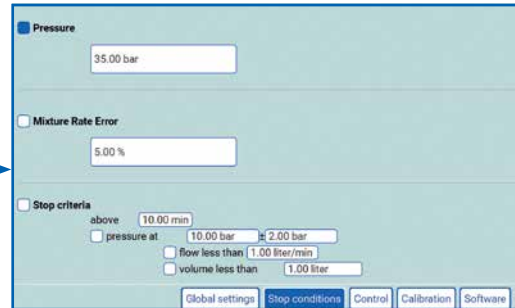 Pressure
35.00 bar
Mixture Rate Error
5.00 %
Stop criteria
above 10.00 min
pressure at 10.00 bar ± 2.00 bar
flow less than 1.00 liter/min
volume less than 1.00 liter
Global settings Stop conditions Control Calibration Software